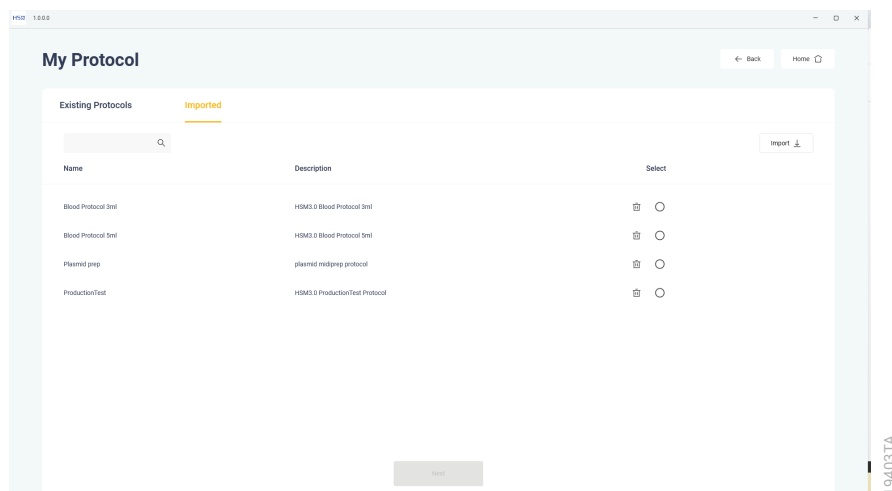 HSM 1.0.0.0
My Protocol
Back
Home
Existing Protocols Imported
Import
Name Description Select
Blood Protocol 3ml HSM3.0 Blood Protocol 3ml
Blood Protocol 5ml HSM3.0 Blood Protocol 5ml
Plasmid prep plasmid midiprep protocol
ProductionTest HSM3.0 ProductionTest Protocol
Next
19403TA